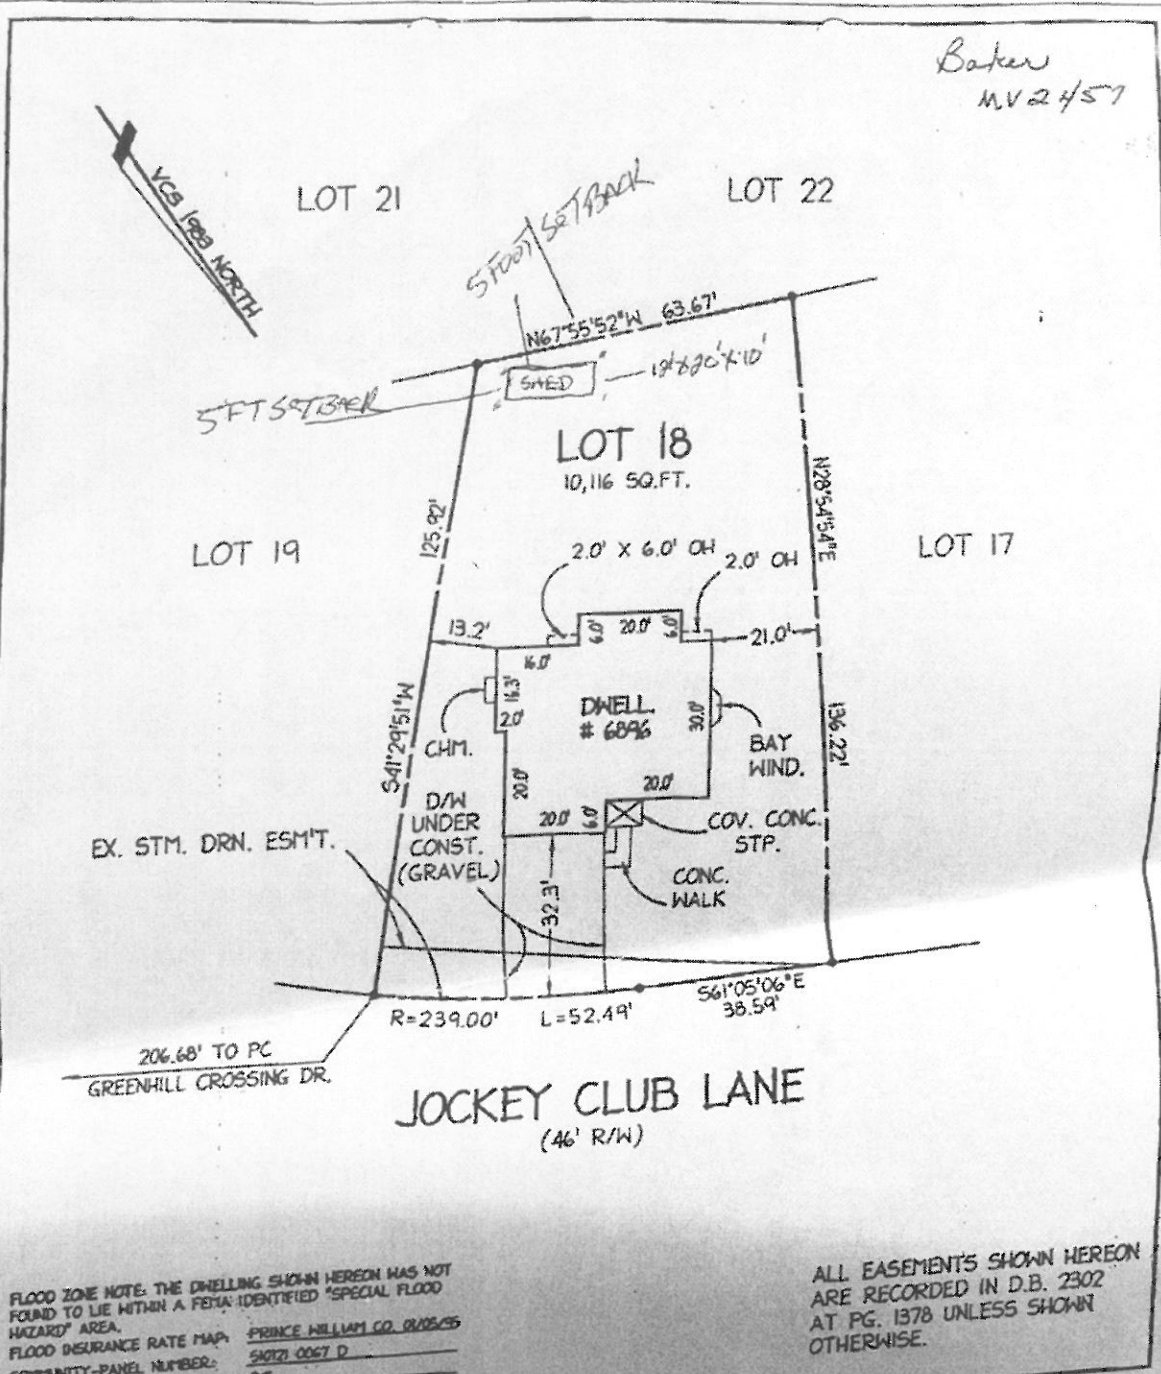 Baker
MV2457
VCS 1983 NORTH
LOT 21
LOT 22
5 FOOT SETBACK
N67°55'52"W 63.67'
SHED
12'X20'X10'
5 FT SETBACK
LOT 18
10,116 SQ.FT.
125.92'
N28°54'54"E
LOT 19
LOT 17
2.0' X 6.0' OH
2.0' OH
13.2'
6.0'
20.0'
6.0'
21.0'
16.0'
16.3'
2.0'
DWELL.
# 6896
30.0'
S41°29'51"W
136.22'
CHM.
BAY
WIND.
20.0'
20.0'
D/W
UNDER
CONST.
(GRAVEL)
20.0'
6.0'
COV. CONC.
STP.
EX. STM. DRN. ESM'T.
CONC.
WALK
32.3'
S61°05'06"E
38.59'
R=239.00'
L=52.49'
206.68' TO PC
GREENHILL CROSSING DR.
JOCKEY CLUB LANE
(46' R/W)
FLOOD ZONE NOTE: THE DWELLING SHOWN HEREON WAS NOT
FOUND TO LIE WITHIN A FEMA IDENTIFIED "SPECIAL FLOOD
HAZARD" AREA.
FLOOD INSURANCE RATE MAP: PRINCE WILLIAM CO. 01/05/95
COMMUNITY-PANEL NUMBER: 510121 0067 D
ALL EASEMENTS SHOWN HEREON
ARE RECORDED IN D.B. 2302
AT PG. 1378 UNLESS SHOWN
OTHERWISE.